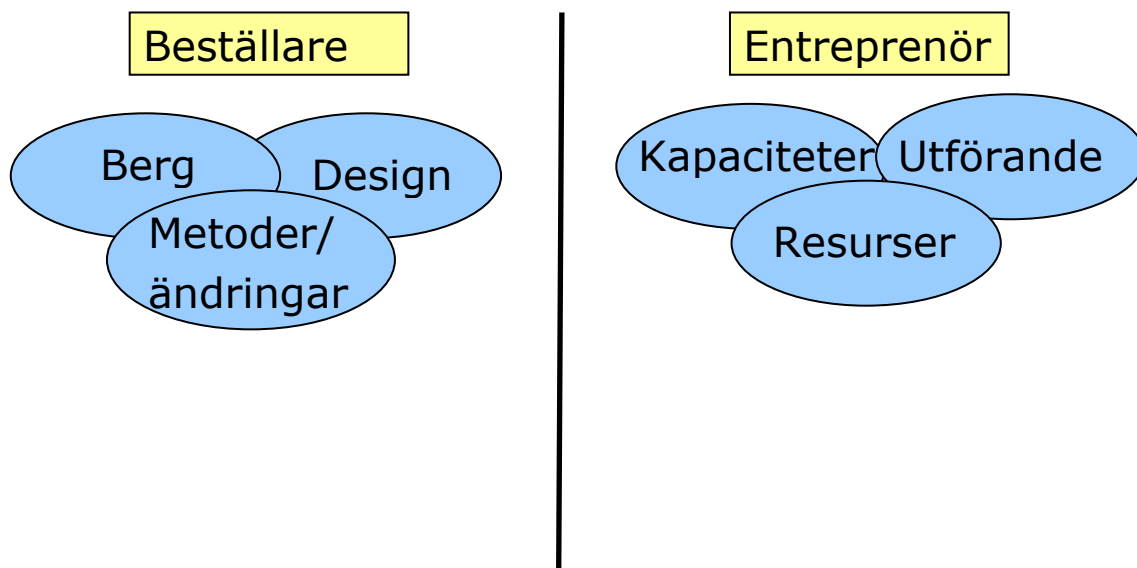 Beställare
Berg
Design
Metoder/
ändringar
Entreprenör
Kapaciteter
Utförande
Resurser